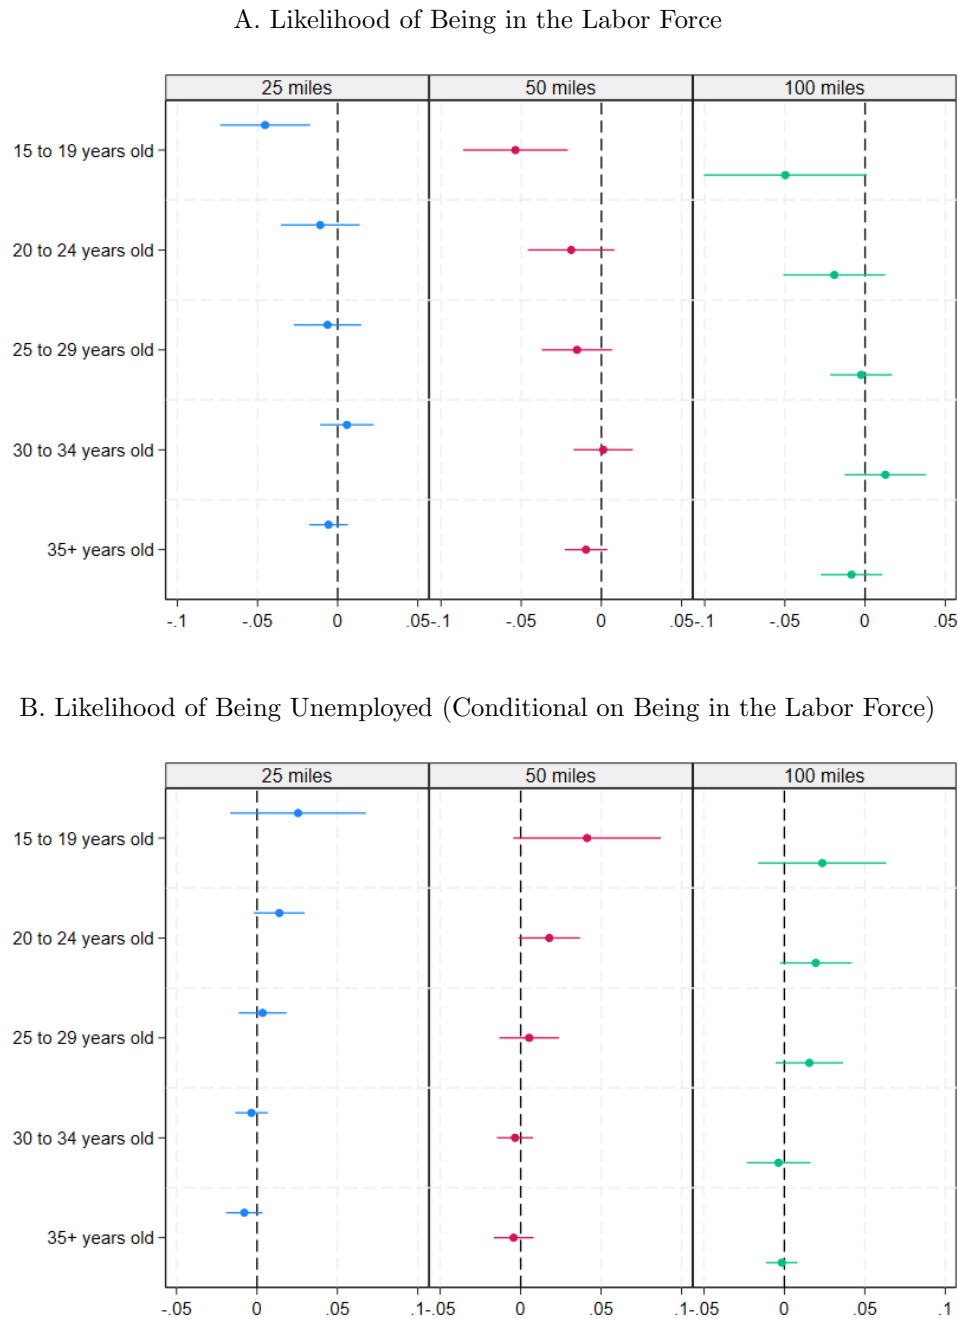 A. Likelihood of Being in the Labor Force
25 miles 50 miles 100 miles
15 to 19 years old
20 to 24 years old
25 to 29 years old
30 to 34 years old
35+ years old
-.1 -.05 0 .05 -.1 -.05 0 .05 -.1 -.05 0 .05
B. Likelihood of Being Unemployed (Conditional on Being in the Labor Force)
25 miles 50 miles 100 miles
15 to 19 years old
20 to 24 years old
25 to 29 years old
30 to 34 years old
35+ years old
-.05 0 .05 .1 -.05 0 .05 .1 -.05 0 .05 .1